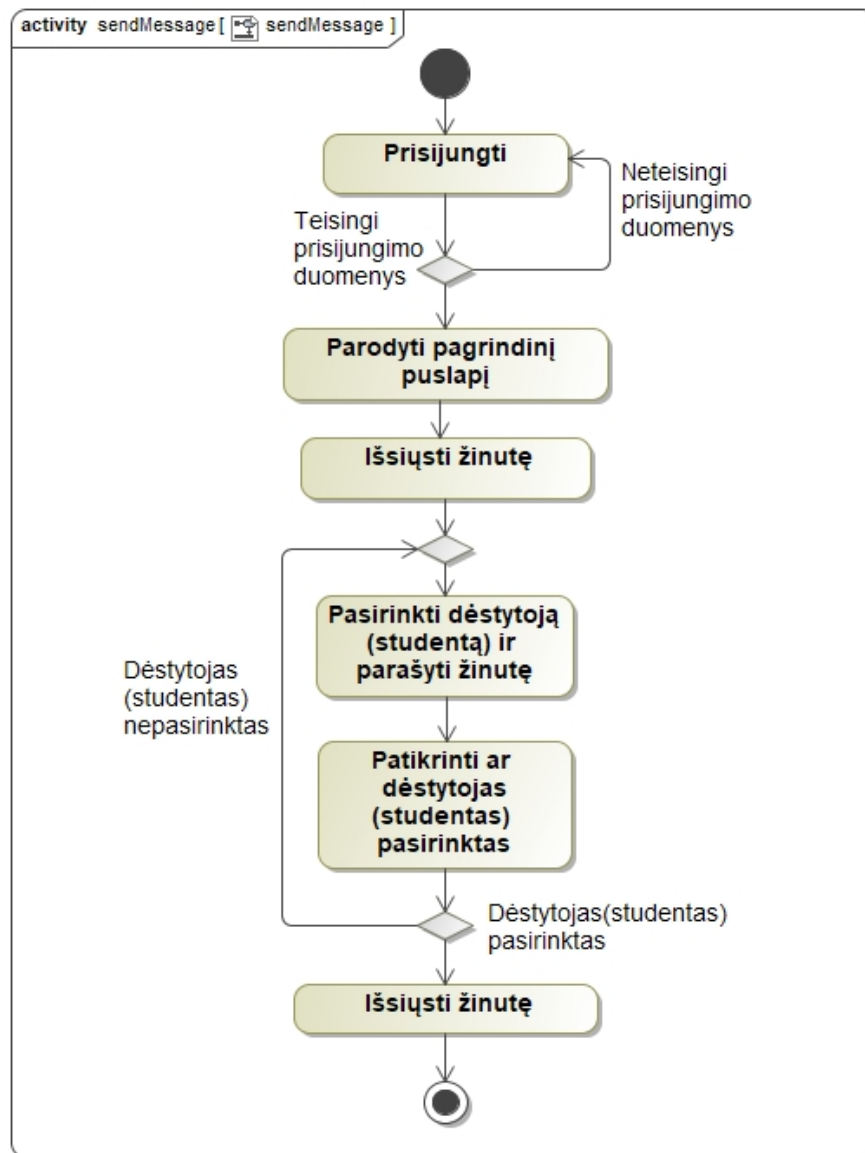 activity sendMessage [ sendMessage ]
Prisijungti
Neteisingi
prisijungimo
duomenys
Teisingi
prisijungimo
duomenys
Parodyti pagrindinį
puslapį
Išsiųsti žinutę
Pasirinkti dėstytoją
(studentą) ir
parašyti žinutę
Dėstytojas
(studentas)
nepasirinktas
Patikrinti ar
dėstytojas
(studentas)
pasirinktas
Dėstytojas(studentas)
pasirinktas
Išsiųsti žinutę